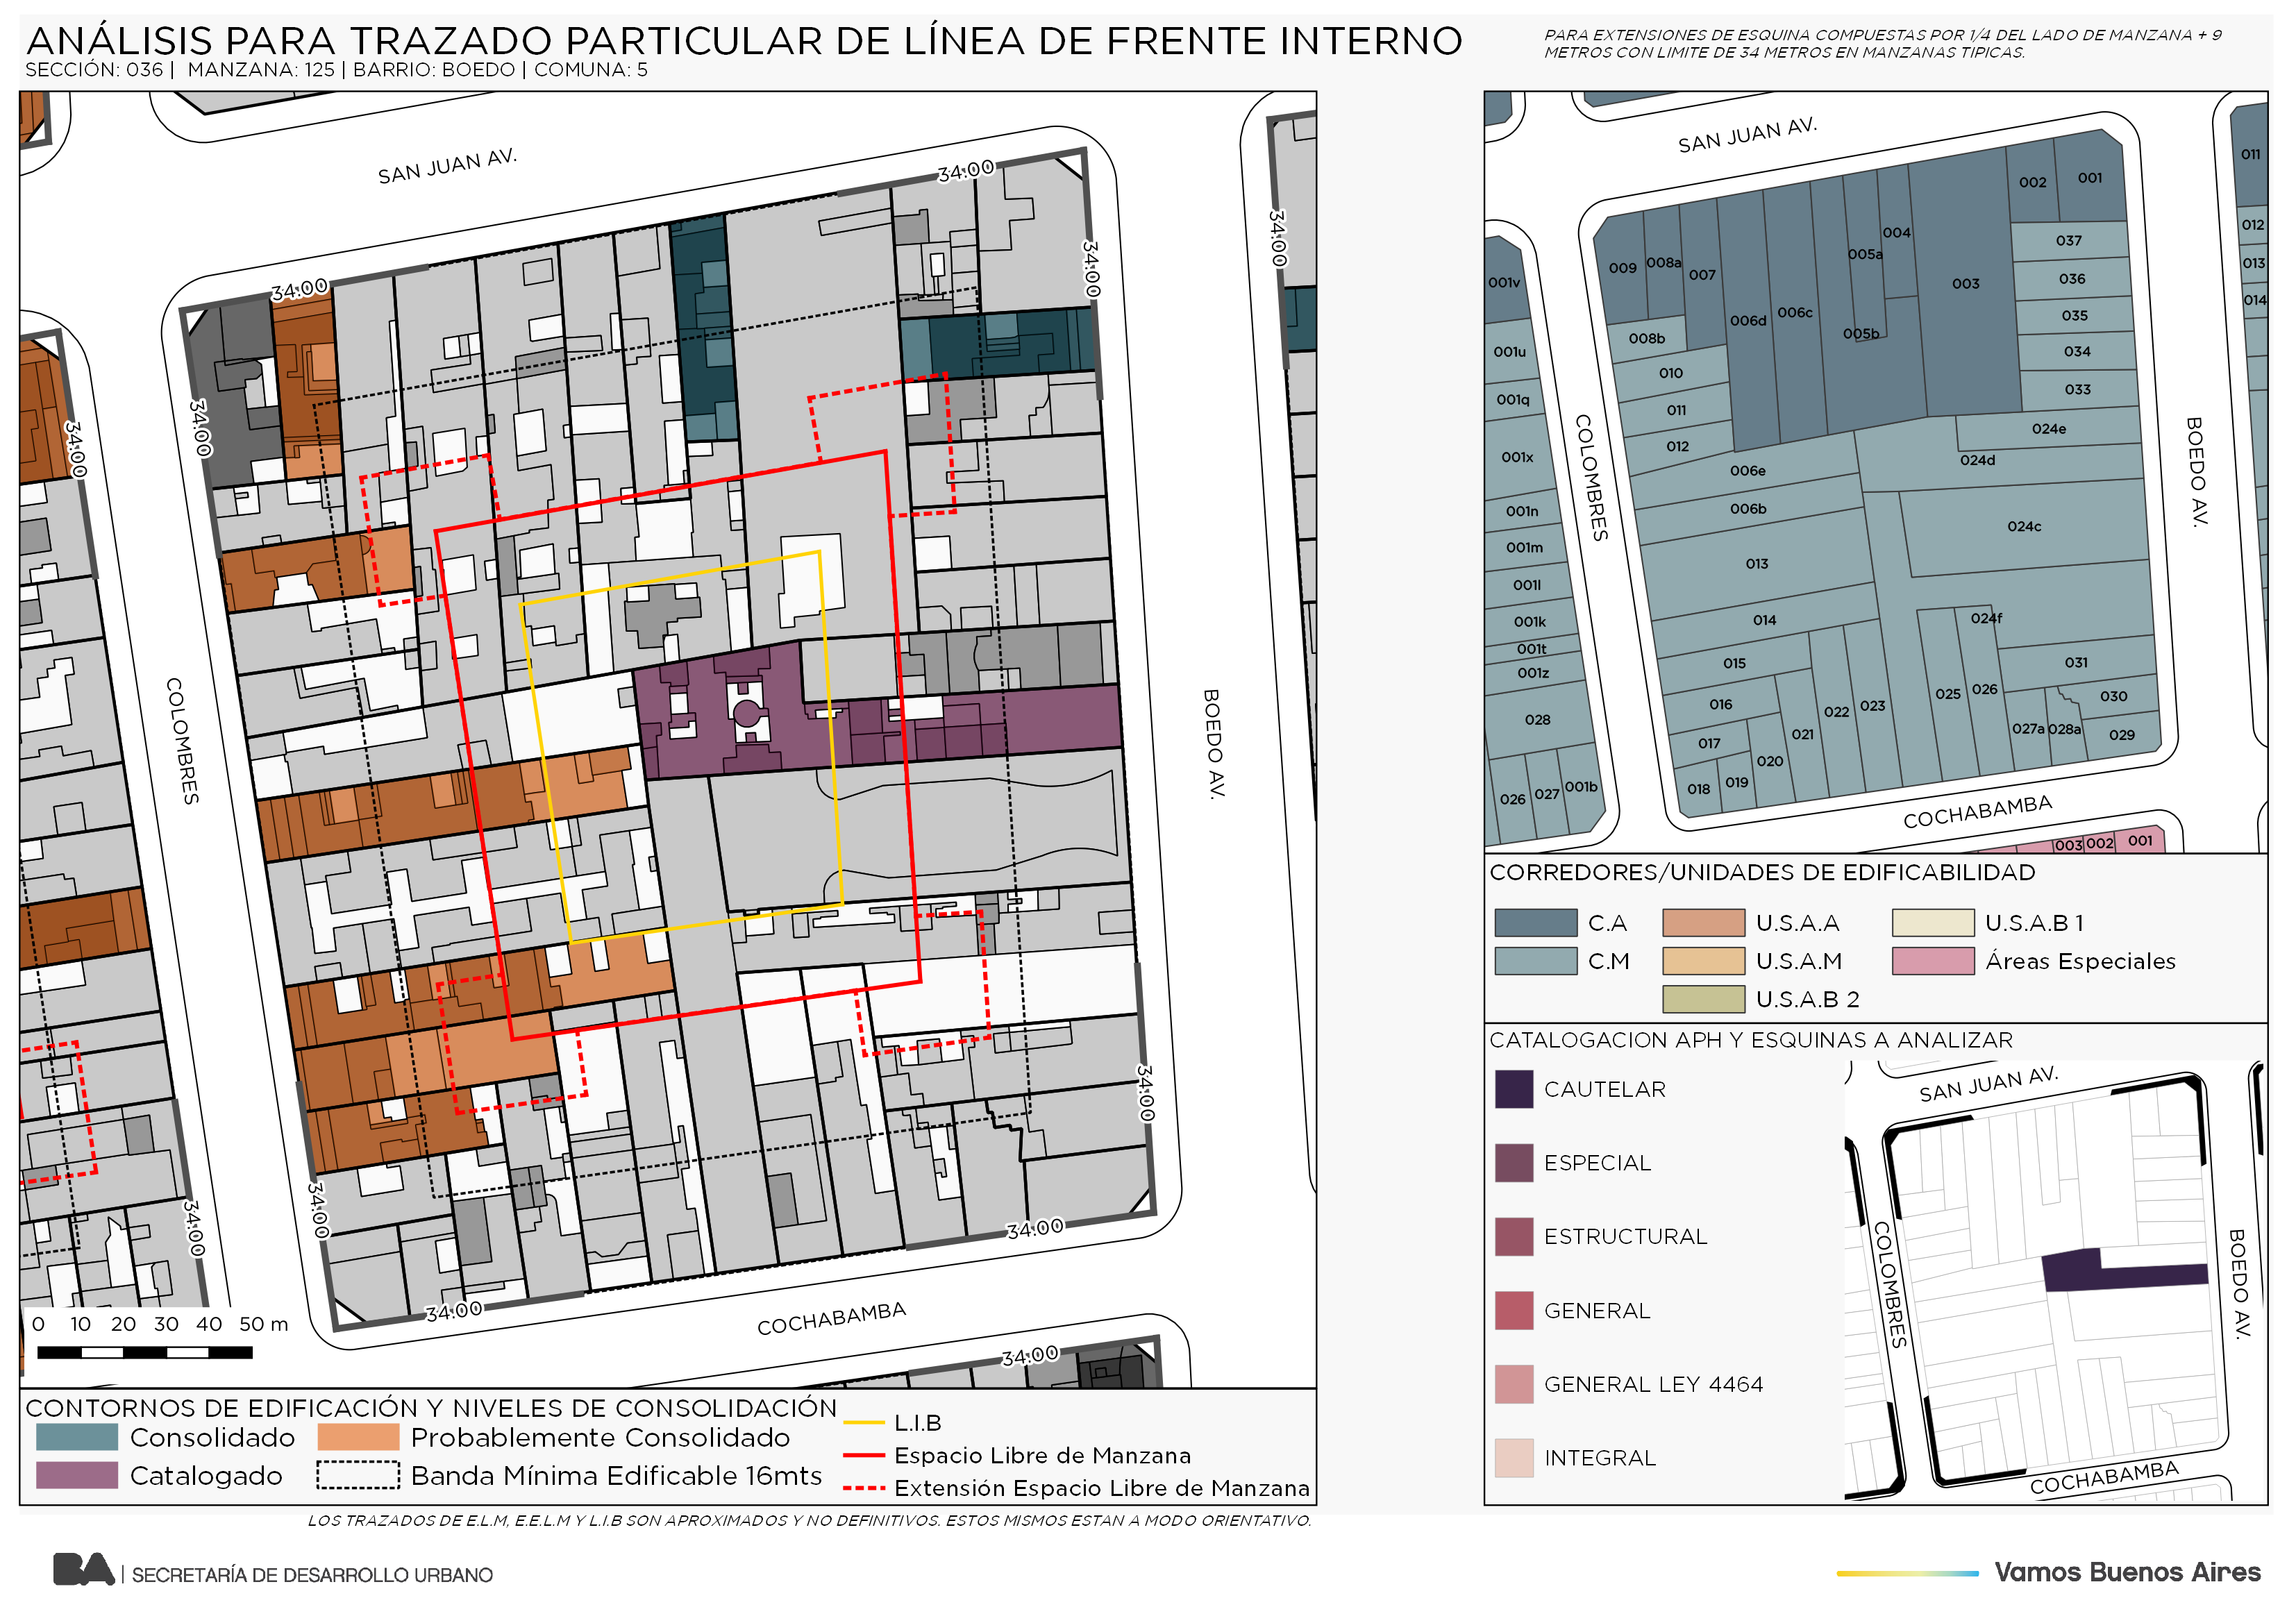 ANÁLISIS PARA TRAZADO PARTICULAR DE LÍNEA DE FRENTE INTERNO
SECCIÓN: 036 | MANZANA: 125 | BARRIO: BOEDO | COMUNA: 5
PARA EXTENSIONES DE ESQUINA COMPUESTAS POR 1/4 DEL LADO DE MANZANA + 9
METROS CON LIMITE DE 34 METROS EN MANZANAS TIPICAS.
SAN JUAN AV.
34:00
34:00
34:00
34:00
34:00
34:00
COLOMBRES
BOEDO AV.
34:00
34:00
34:00
34:00
34:00
COCHABAMBA
34:00
0 10 20 30 40 50 m
CONTORNOS DE EDIFICACIÓN Y NIVELES DE CONSOLIDACIÓN
Consolidado
Probablemente Consolidado
Catalogado
Banda Mínima Edificable 16mts
L.I.B
Espacio Libre de Manzana
Extensión Espacio Libre de Manzana
LOS TRAZADOS DE E.L.M, E.E.L.M Y L.I.B SON APROXIMADOS Y NO DEFINITIVOS. ESTOS MISMOS ESTAN A MODO ORIENTATIVO.
SAN JUAN AV.
COLOMBRES
BOEDO AV.
COCHABAMBA
011
012
013
014
001v
001u
001q
001x
001n
001m
001l
001k
001t
001z
028
026
027
001b
009
008a
007
006d
006c
005a
005b
004
003
002
001
037
036
035
034
033
008b
010
011
012
006e
006b
013
014
015
016
017
018
019
020
021
022
023
024e
024d
024c
024f
025
026
031
027a
028a
030
029
003
002
001
CORREDORES/UNIDADES DE EDIFICABILIDAD
C.A
U.S.A.A
U.S.A.B 1
C.M
U.S.A.M
Áreas Especiales
U.S.A.B 2
CATALOGACION APH Y ESQUINAS A ANALIZAR
CAUTELAR
ESPECIAL
ESTRUCTURAL
GENERAL
GENERAL LEY 4464
INTEGRAL
SAN JUAN AV.
COLOMBRES
BOEDO AV.
COCHABAMBA
BA | SECRETARÍA DE DESARROLLO URBANO
Vamos Buenos Aires